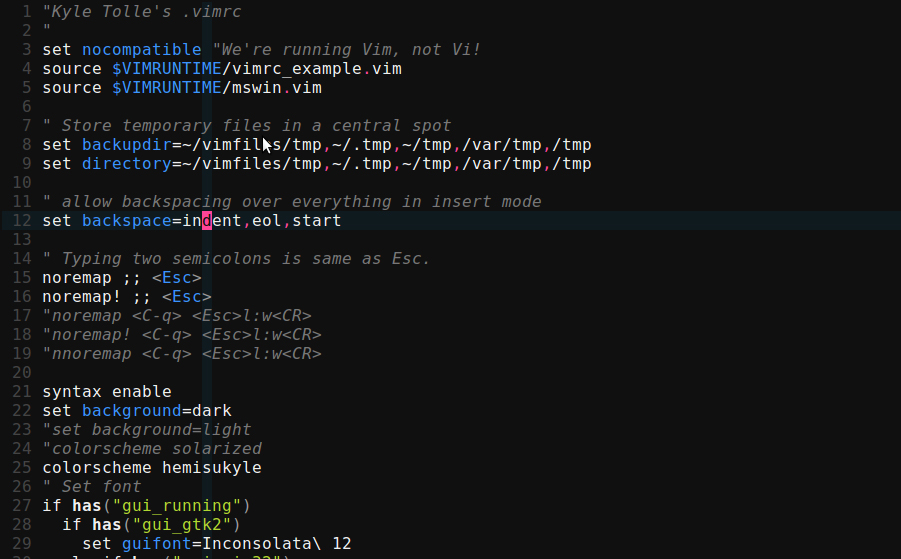 1 "Kyle Tolle's .vimrc
2 "
3 set nocompatible "We're running Vim, not Vi!
4 source $VIMRUNTIME/vimrc_example.vim
5 source $VIMRUNTIME/mswin.vim
6
7 " Store temporary files in a central spot
8 set backupdir=~/vimfiles/tmp,~/.tmp,~/tmp,/var/tmp,/tmp
9 set directory=~/vimfiles/tmp,~/.tmp,~/tmp,/var/tmp,/tmp
10
11 " allow backspacing over everything in insert mode
12 set backspace=indent,eol,start
13
14 " Typing two semicolons is same as Esc.
15 noremap ;; <Esc>
16 noremap! ;; <Esc>
17 "noremap <C-q> <Esc>l:w<CR>
18 "noremap! <C-q> <Esc>l:w<CR>
19 "nnoremap <C-q> <Esc>l:w<CR>
20
21 syntax enable
22 set background=dark
23 "set background=light
24 "colorscheme solarized
25 colorscheme hemisukyle
26 " Set font
27 if has("gui_running")
28   if has("gui_gtk2")
29     set guifont=Inconsolata\ 12